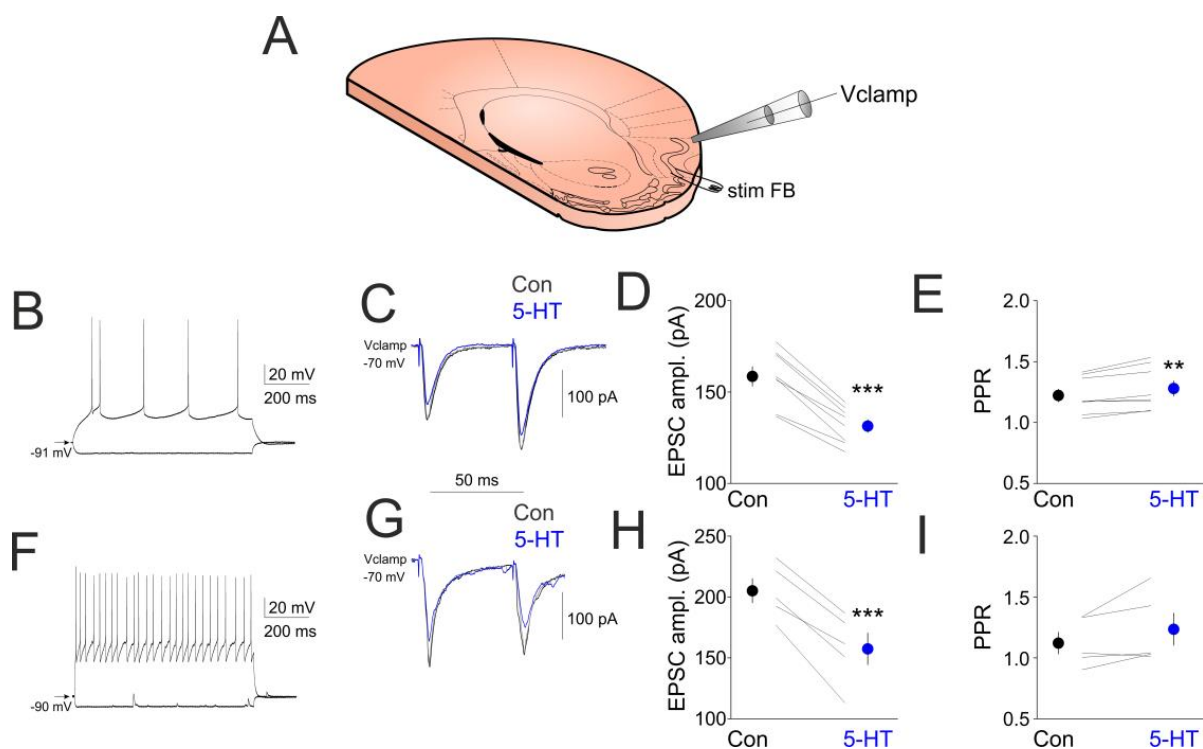 A
Vclamp
stim FB
B
20 mV
200 ms
-91 mV
C
Con
5-HT
Vclamp
-70 mV
100 pA
50 ms
D
EPSC ampl. (pA)
200
150
100
***
Con
5-HT
E
PPR
2.0
1.5
1.0
0.5
**
Con
5-HT
F
20 mV
200 ms
-90 mV
G
Con
5-HT
Vclamp
-70 mV
100 pA
H
EPSC ampl. (pA)
250
200
150
100
***
Con
5-HT
I
PPR
2.0
1.5
1.0
0.5
Con
5-HT